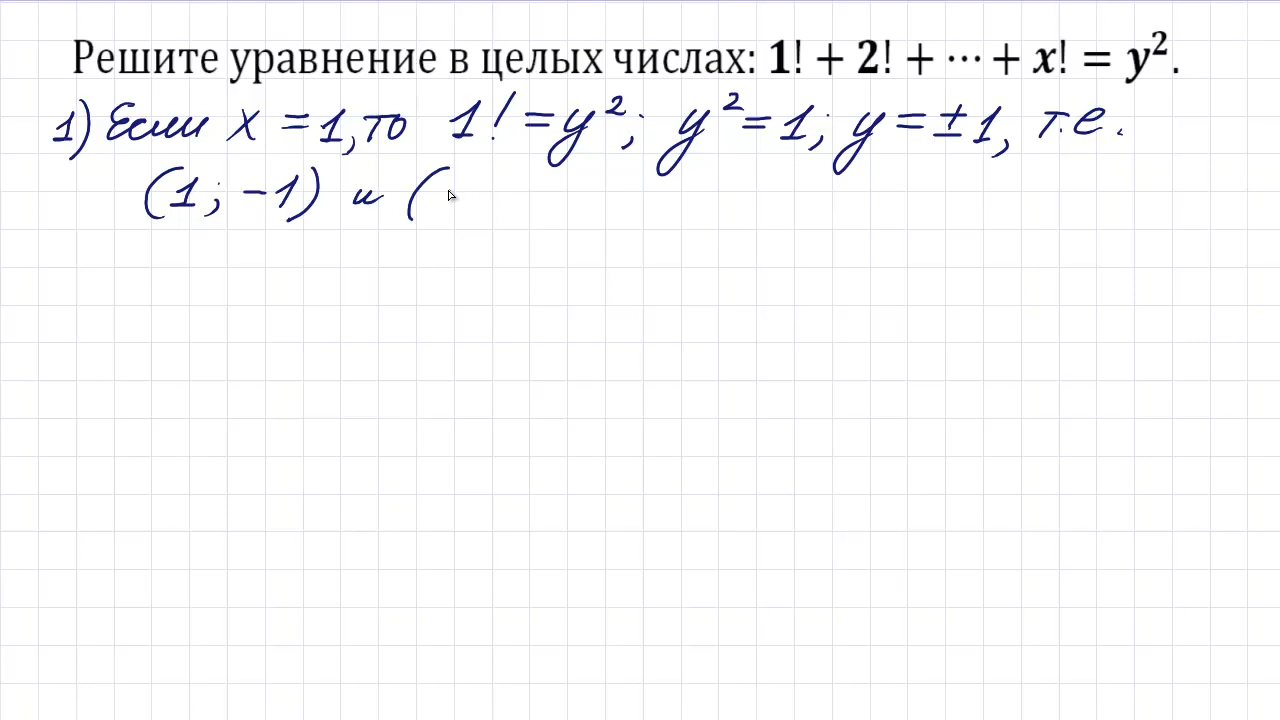 Решите уравнение в целых числах: 1! + 2! + ⋯ + x! = y².
1) Если x = 1, то 1! = y²; y² = 1; y = ±1, т.е.
(1; -1) и (